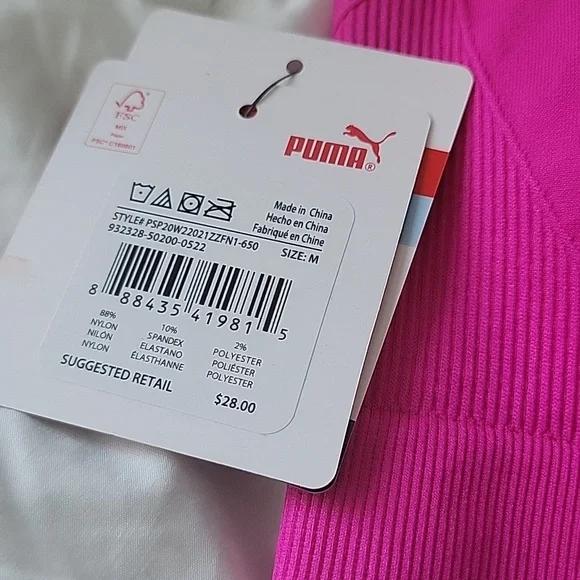 FSC
MIX
Paper
PUMA®
Made in China
Hecho en China
Fabriqué en Chine
STYLE# PSP20W22021ZZFN1-650
932328-50200-0522
SIZE: M
8 88435 41981 5
88%
NYLON
NILÓN
NYLON
10%
SPANDEX
ELASTANO
ÉLASTHANNE
2%
POLYESTER
POLIÉSTER
POLYESTER
SUGGESTED RETAIL
$28.00